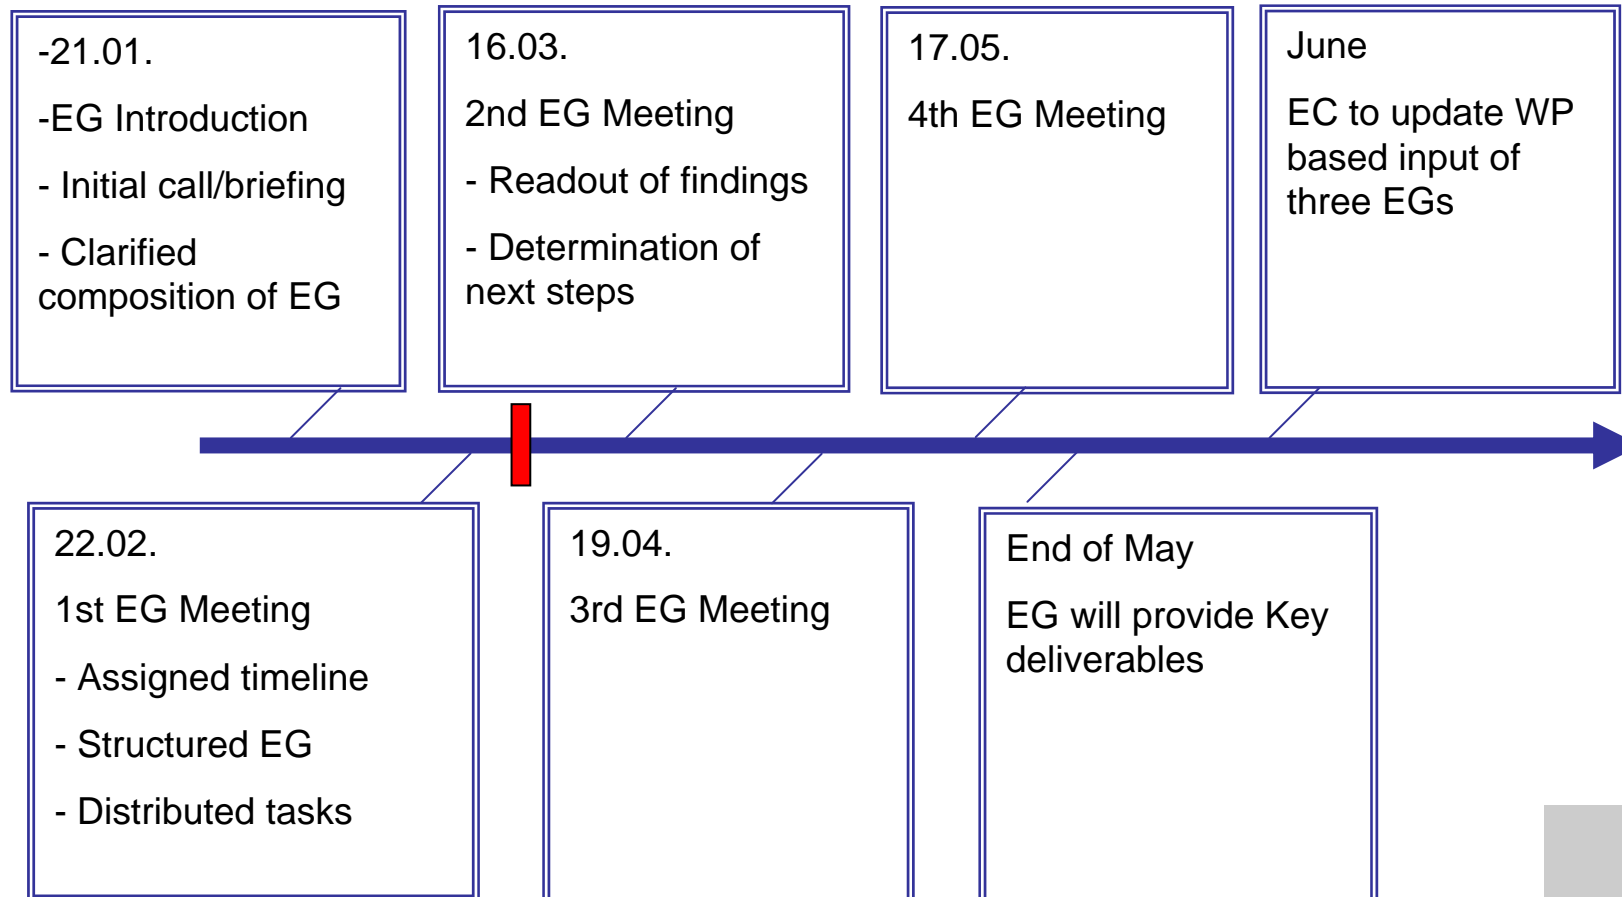 -21.01.
-EG Introduction
- Initial call/briefing
- Clarified
composition of EG
16.03.
2nd EG Meeting
- Readout of findings
- Determination of
next steps
17.05.
4th EG Meeting
June
EC to update WP
based input of
three EGs
22.02.
1st EG Meeting
- Assigned timeline
- Structured EG
- Distributed tasks
19.04.
3rd EG Meeting
End of May
EG will provide Key
deliverables